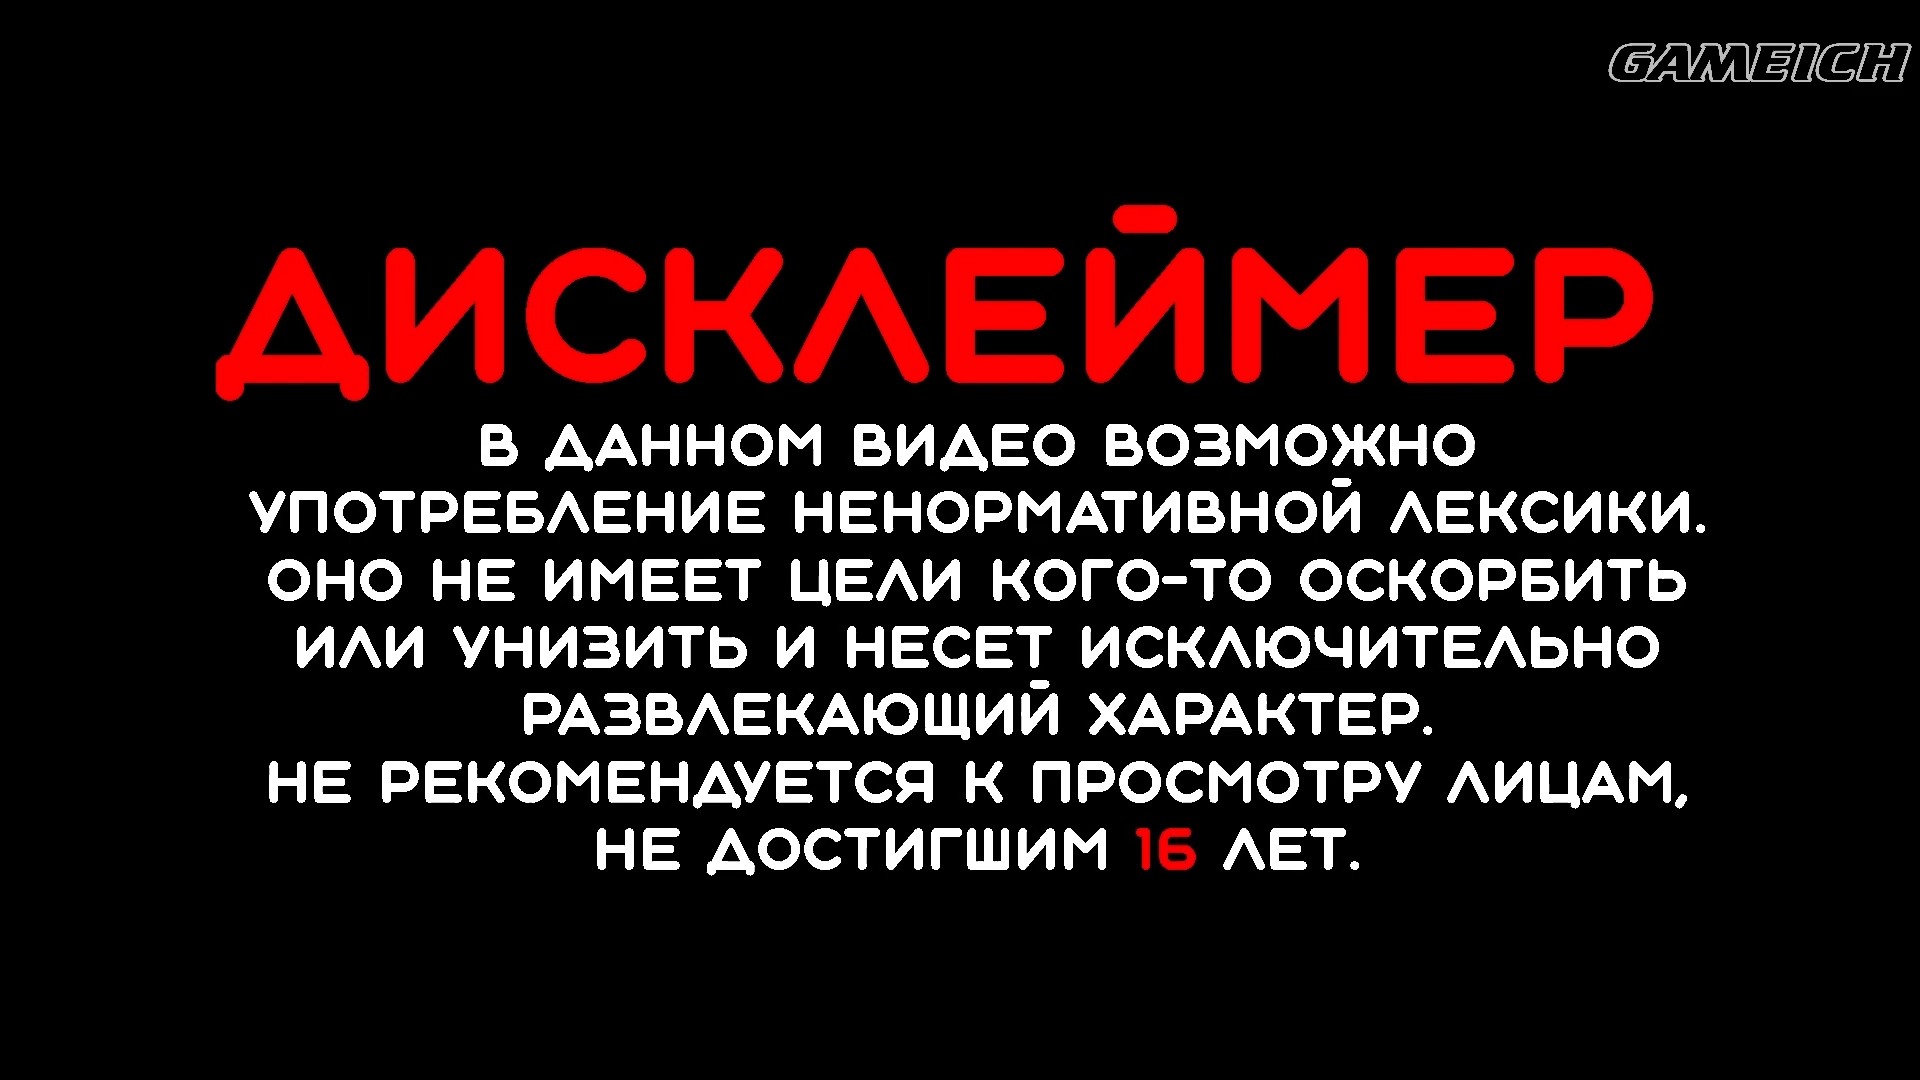 GAMEICH
ДИСКЛЕЙМЕР
В ДАННОМ ВИДЕО ВОЗМОЖНО
УПОТРЕБЛЕНИЕ НЕНОРМАТИВНОЙ ЛЕКСИКИ.
ОНО НЕ ИМЕЕТ ЦЕЛИ КОГО-ТО ОСКОРБИТЬ
ИЛИ УНИЗИТЬ И НЕСЕТ ИСКЛЮЧИТЕЛЬНО
РАЗВЛЕКАЮЩИЙ ХАРАКТЕР.
НЕ РЕКОМЕНДУЕТСЯ К ПРОСМОТРУ ЛИЦАМ,
НЕ ДОСТИГШИМ 16 ЛЕТ.